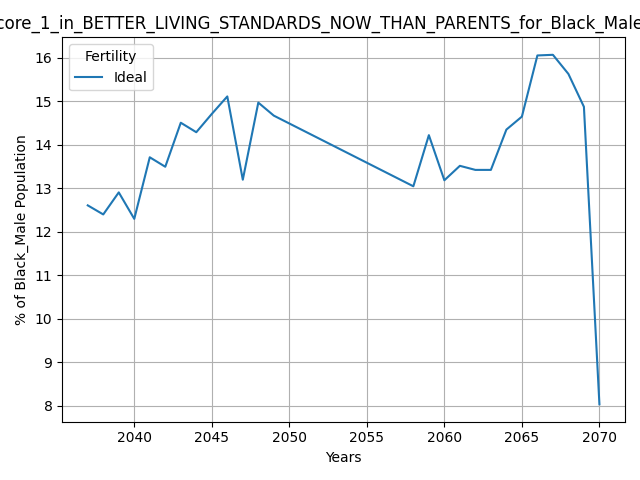 core_1_in_BETTER_LIVING_STANDARDS_NOW_THAN_PARENTS_for_Black_Male
Fertility
Ideal
% of Black_Male Population
16
15
14
13
12
11
10
9
8
2040 2045 2050 2055 2060 2065 2070
Years